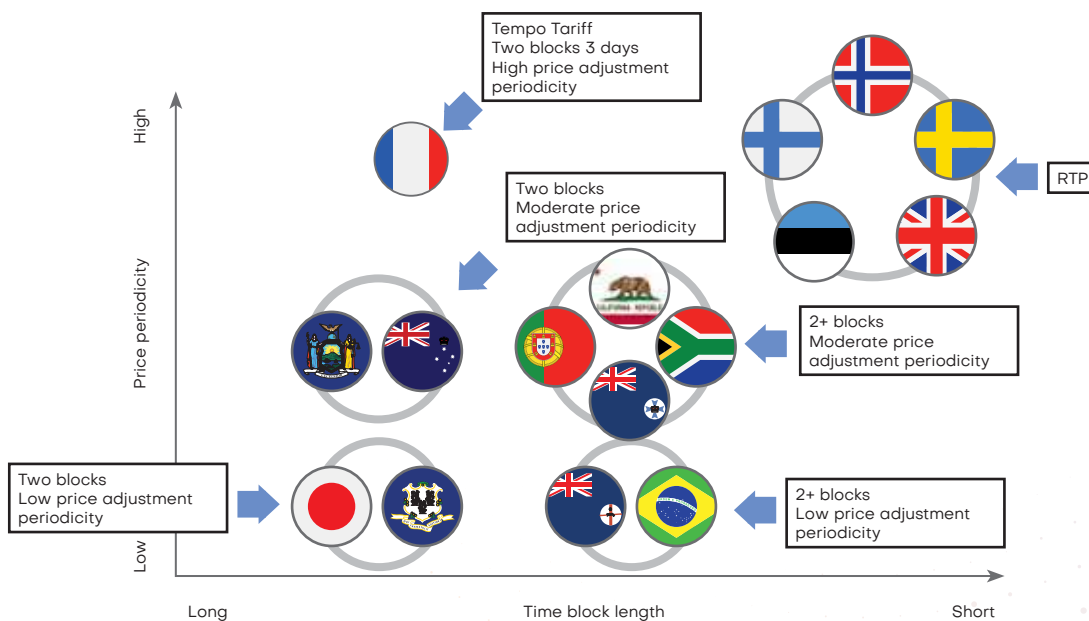 Tempo Tariff
Two blocks 3 days
High price adjustment
periodicity
High
RTP
Two blocks
Moderate price
adjustment periodicity
Price periodicity
CALIFORNIA REPUBLIC
2+ blocks
Moderate price
adjustment periodicity
Two blocks
Low price adjustment
periodicity
2+ blocks
Low price adjustment
periodicity
Low
Long
Time block length
Short